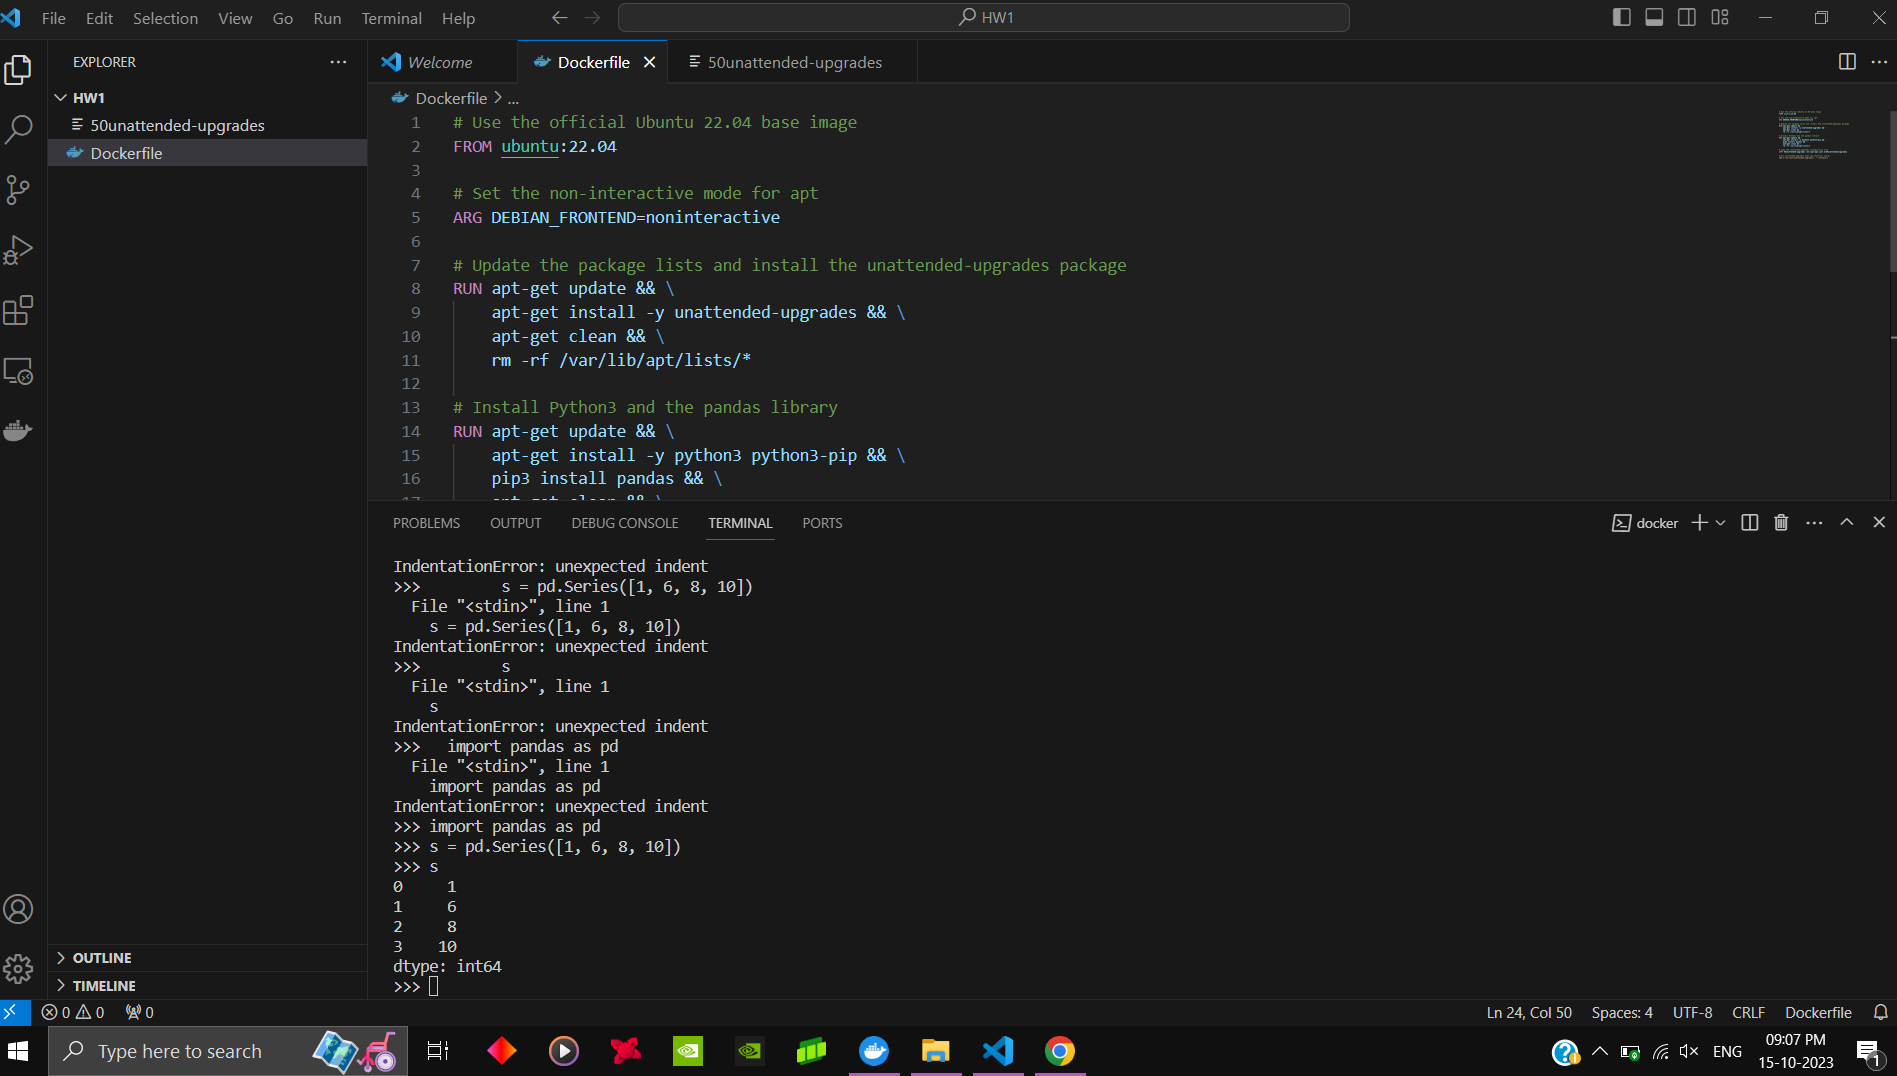 File Edit Selection View Go Run Terminal Help
HW1
EXPLORER
HW1
50unattended-upgrades
Dockerfile
OUTLINE
TIMELINE
Welcome
Dockerfile
50unattended-upgrades
Dockerfile > ...
1 # Use the official Ubuntu 22.04 base image
2 FROM ubuntu:22.04
3
4 # Set the non-interactive mode for apt
5 ARG DEBIAN_FRONTEND=noninteractive
6
7 # Update the package lists and install the unattended-upgrades package
8 RUN apt-get update && \
9 apt-get install -y unattended-upgrades && \
10 apt-get clean && \
11 rm -rf /var/lib/apt/lists/*
12
13 # Install Python3 and the pandas library
14 RUN apt-get update && \
15 apt-get install -y python3 python3-pip && \
16 pip3 install pandas && \
17 apt-get clean && \
PROBLEMS OUTPUT DEBUG CONSOLE TERMINAL PORTS
docker
IndentationError: unexpected indent
>>>         s = pd.Series([1, 6, 8, 10])
  File "<stdin>", line 1
    s = pd.Series([1, 6, 8, 10])
IndentationError: unexpected indent
>>>         s
  File "<stdin>", line 1
    s
IndentationError: unexpected indent
>>>   import pandas as pd
  File "<stdin>", line 1
    import pandas as pd
IndentationError: unexpected indent
>>> import pandas as pd
>>> s = pd.Series([1, 6, 8, 10])
>>> s
0     1
1     6
2     8
3    10
dtype: int64
>>>
0 0 0
Ln 24, Col 50 Spaces: 4 UTF-8 CRLF Dockerfile
Type here to search
ENG
09:07 PM
15-10-2023
1